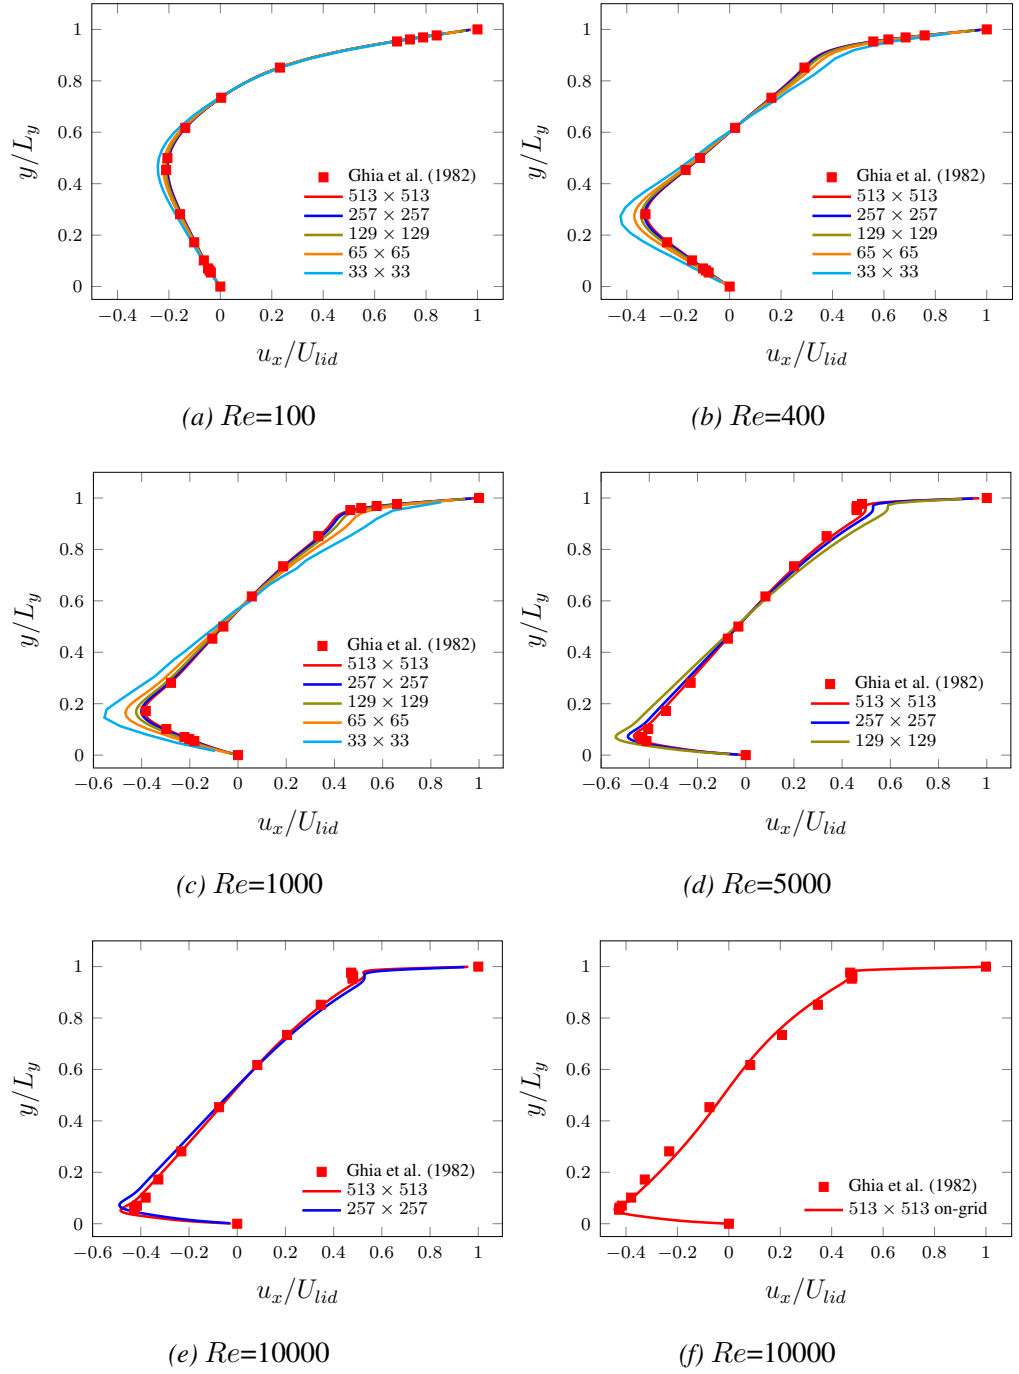 1
0.8
0.6
0.4
0.2
0
y/L_y
Ghia et al. (1982)
513 × 513
257 × 257
129 × 129
65 × 65
33 × 33
−0.4 −0.2 0 0.2 0.4 0.6 0.8 1
u_x/U_lid
(a) Re=100
1
0.8
0.6
0.4
0.2
0
y/L_y
Ghia et al. (1982)
513 × 513
257 × 257
129 × 129
65 × 65
33 × 33
−0.4 −0.2 0 0.2 0.4 0.6 0.8 1
u_x/U_lid
(b) Re=400
1
0.8
0.6
0.4
0.2
0
y/L_y
Ghia et al. (1982)
513 × 513
257 × 257
129 × 129
65 × 65
33 × 33
−0.6 −0.4 −0.2 0 0.2 0.4 0.6 0.8 1
u_x/U_lid
(c) Re=1000
1
0.8
0.6
0.4
0.2
0
y/L_y
Ghia et al. (1982)
513 × 513
257 × 257
129 × 129
−0.6 −0.4 −0.2 0 0.2 0.4 0.6 0.8 1
u_x/U_lid
(d) Re=5000
1
0.8
0.6
0.4
0.2
0
y/L_y
Ghia et al. (1982)
513 × 513
257 × 257
−0.6 −0.4 −0.2 0 0.2 0.4 0.6 0.8 1
u_x/U_lid
(e) Re=10000
1
0.8
0.6
0.4
0.2
0
y/L_y
Ghia et al. (1982)
513 × 513 on-grid
−0.4 −0.2 0 0.2 0.4 0.6 0.8 1
u_x/U_lid
(f) Re=10000